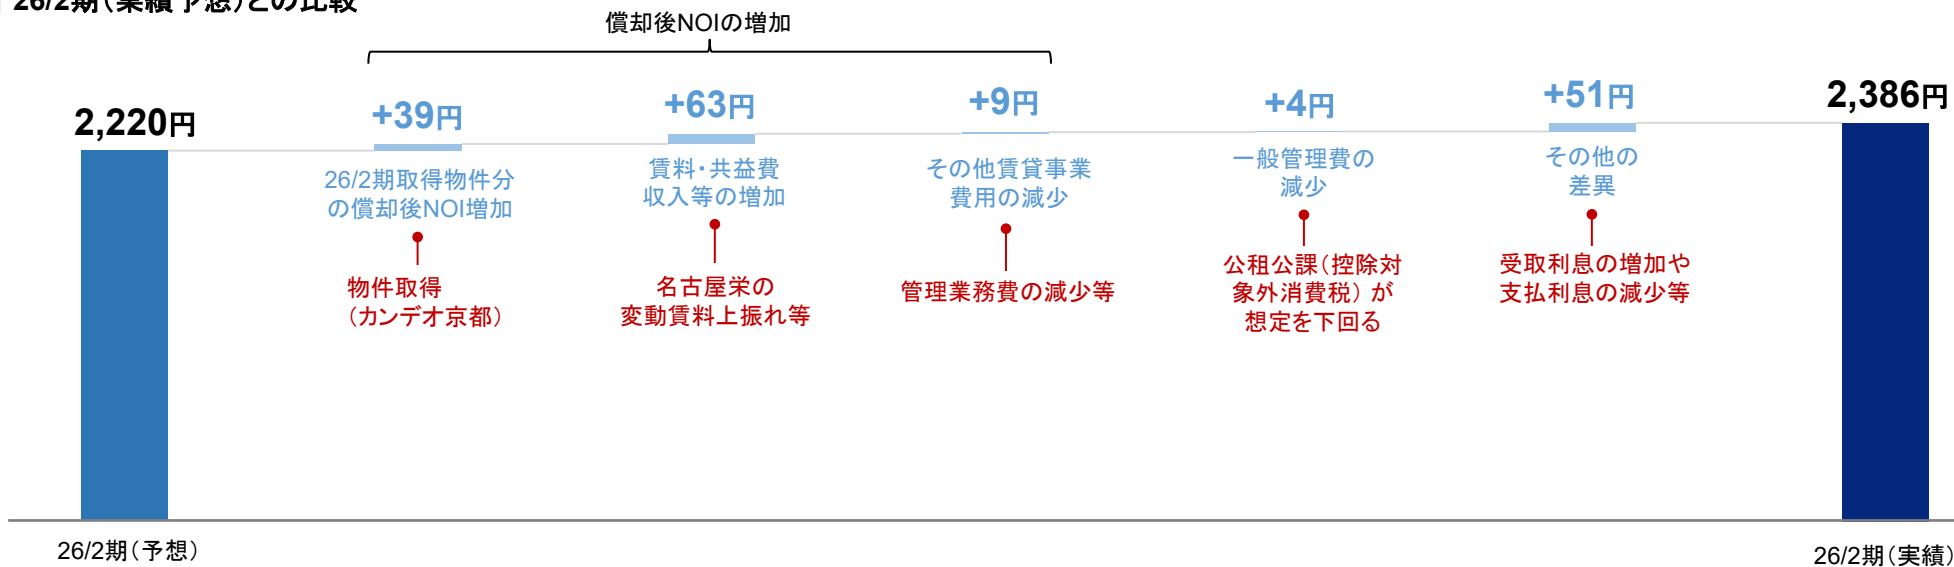 26/2期（業績予想）との比較
償却後NOIの増加
2,220円
+39円
+63円
+9円
+4円
+51円
2,386円
26/2期取得物件分
の償却後NOI増加
賃料・共益費
収入等の増加
その他賃貸事業
費用の減少
一般管理費の
減少
その他の
差異
物件取得
（カンデオ京都）
名古屋栄の
変動賃料上振れ等
管理業務費の減少等
公租公課（控除対
象外消費税）が
想定を下回る
受取利息の増加や
支払利息の減少等
26/2期（予想）
26/2期（実績）